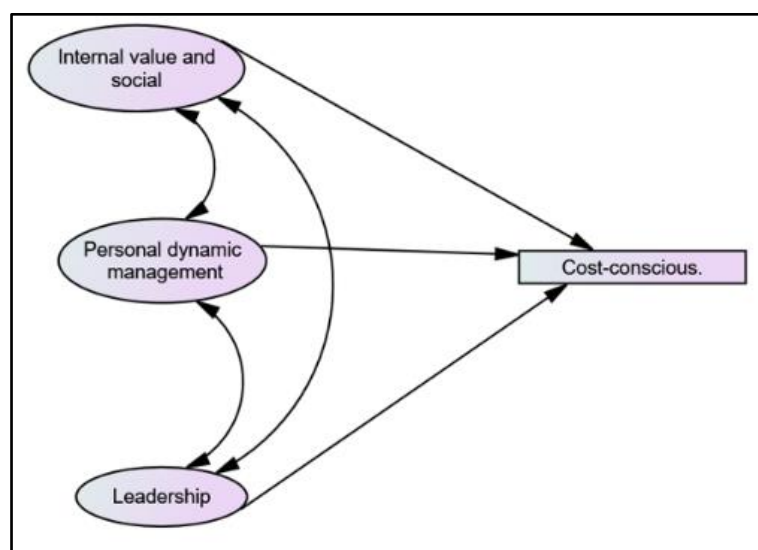 Internal value and
social
Personal dynamic
management
Cost-conscious.
Leadership